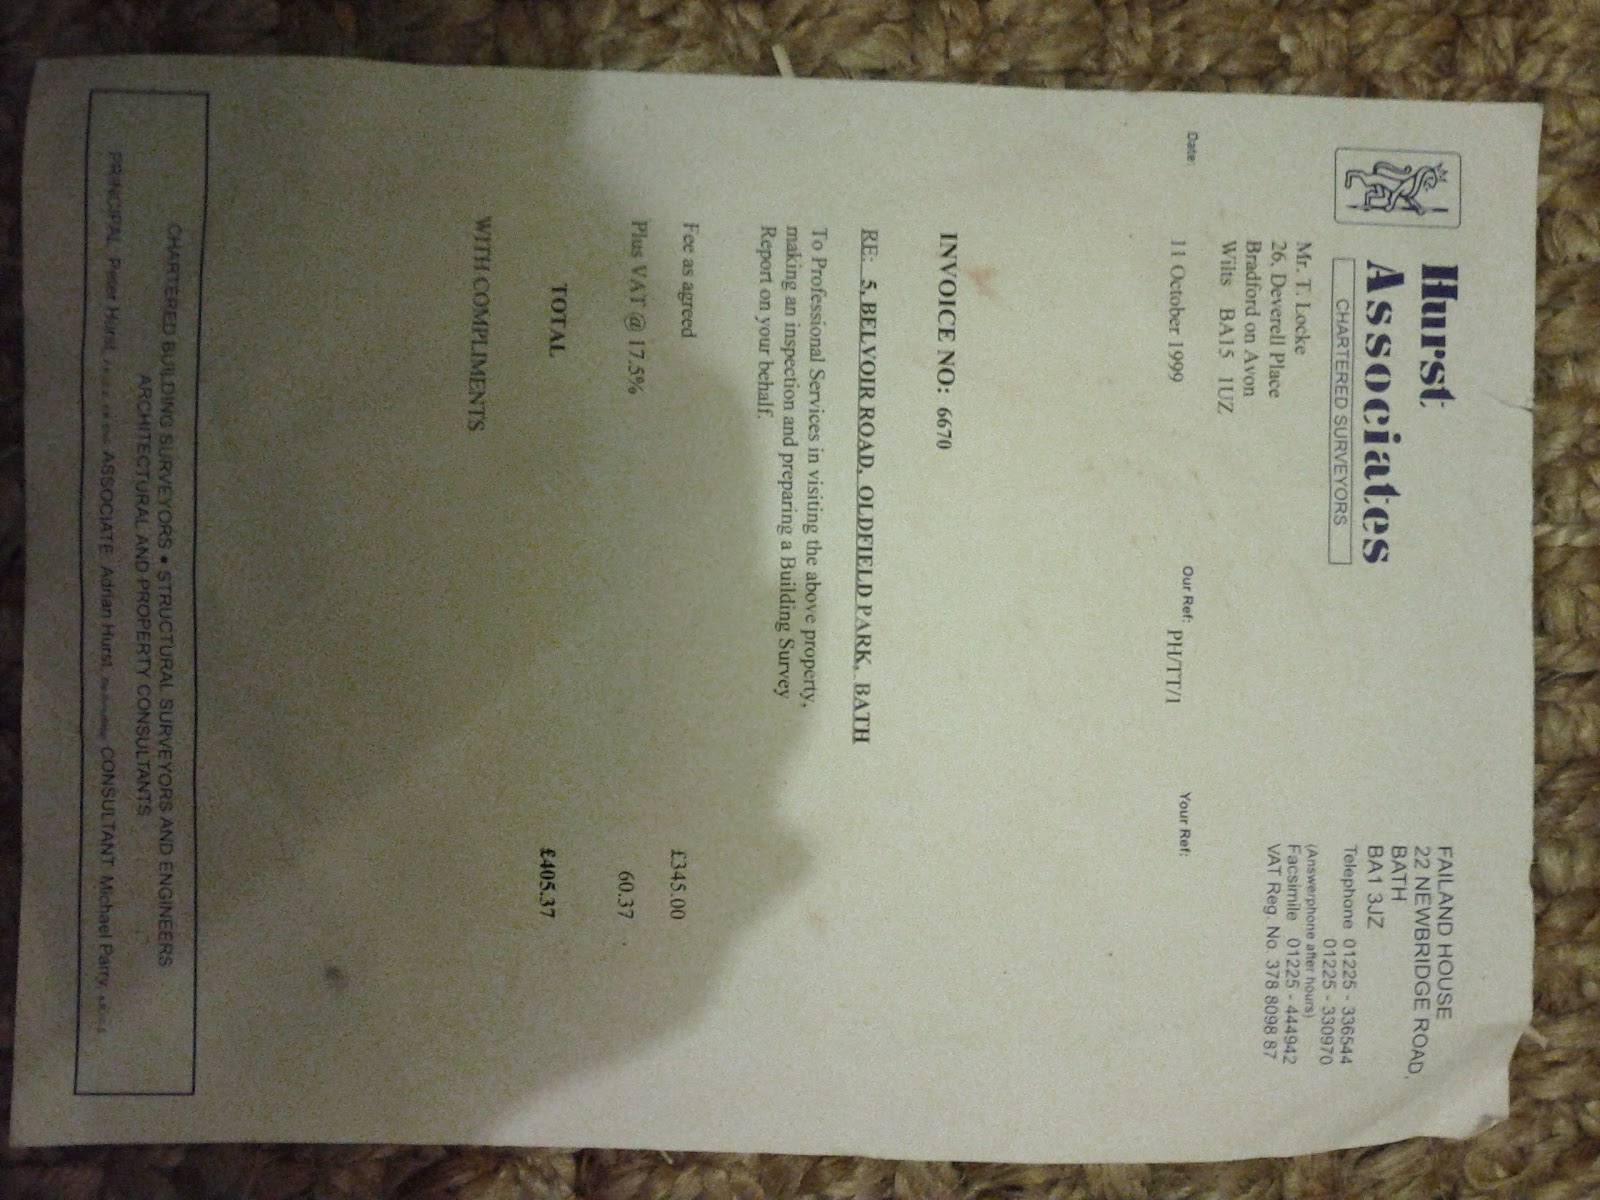 Hurst
Associates
CHARTERED SURVEYORS
FAILAND HOUSE
22 NEWBRIDGE ROAD,
BATH
BA1 3JZ
Telephone 01225 - 336544
01225 - 330970
(Answerphone after hours)
Facsimile 01225 - 444942
VAT Reg. No. 378 8098 87
Mr. T. Locke
26, Deverell Place
Bradford on Avon
Wilts BA15 1UZ
Date: 11 October 1999 Our Ref: PH/TT/1 Your Ref:
INVOICE NO: 6670
RE: 5, BELVOIR ROAD, OLDFIELD PARK, BATH
To Professional Services in visiting the above property,
making an inspection and preparing a Building Survey
Report on your behalf.
Fee as agreed £345.00
Plus VAT @ 17.5% 60.37
TOTAL £405.37
WITH COMPLIMENTS
CHARTERED BUILDING SURVEYORS • STRUCTURAL SURVEYORS AND ENGINEERS
ARCHITECTURAL AND PROPERTY CONSULTANTS
PRINCIPAL Peter Hurst, ASSOCIATE Adrian Hurst, CONSULTANT Michael Parry,